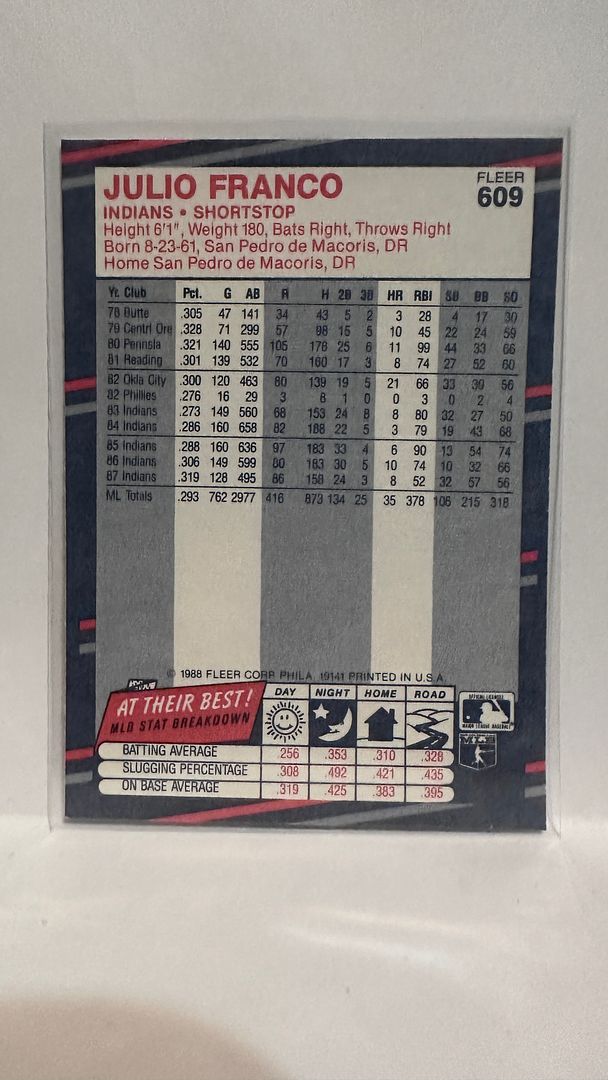 JULIO FRANCO
FLEER
609
INDIANS • SHORTSTOP
Height 6'1", Weight 180, Bats Right, Throws Right
Born 8-23-61, San Pedro de Macoris, DR
Home San Pedro de Macoris, DR
Yr. Club Pct. G AB R H 2B 3B HR RBI SB BB SO
78 Butte .305 47 141 34 43 5 2 3 28 4 17 30
79 Centrl Ore .328 71 299 57 98 15 5 10 45 22 24 59
80 Pennsla .321 140 555 105 178 25 6 11 99 44 33 66
81 Reading .301 139 532 70 160 17 3 8 74 27 52 60
82 Okla City .300 120 463 80 139 19 5 21 66 33 39 56
82 Phillies .276 16 29 3 8 1 0 0 3 0 2 4
83 Indians .273 149 560 68 153 24 8 8 80 32 27 50
84 Indians .286 160 658 82 188 22 5 3 79 19 43 68
85 Indians .288 160 636 97 183 33 4 6 90 13 54 74
86 Indians .306 149 599 80 183 30 5 10 74 10 32 66
87 Indians .319 128 495 86 158 24 3 8 52 32 57 56
ML Totals .293 762 2977 416 873 134 25 35 378 106 215 318
© 1988 FLEER CORP. PHILA. 19141 PRINTED IN U.S.A.
AT THEIR BEST!
MLB STAT BREAKDOWN
DAY NIGHT HOME ROAD
BATTING AVERAGE .256 .353 .310 .328
SLUGGING PERCENTAGE .308 .492 .421 .435
ON BASE AVERAGE .319 .425 .383 .395
MAJOR LEAGUE BASEBALL